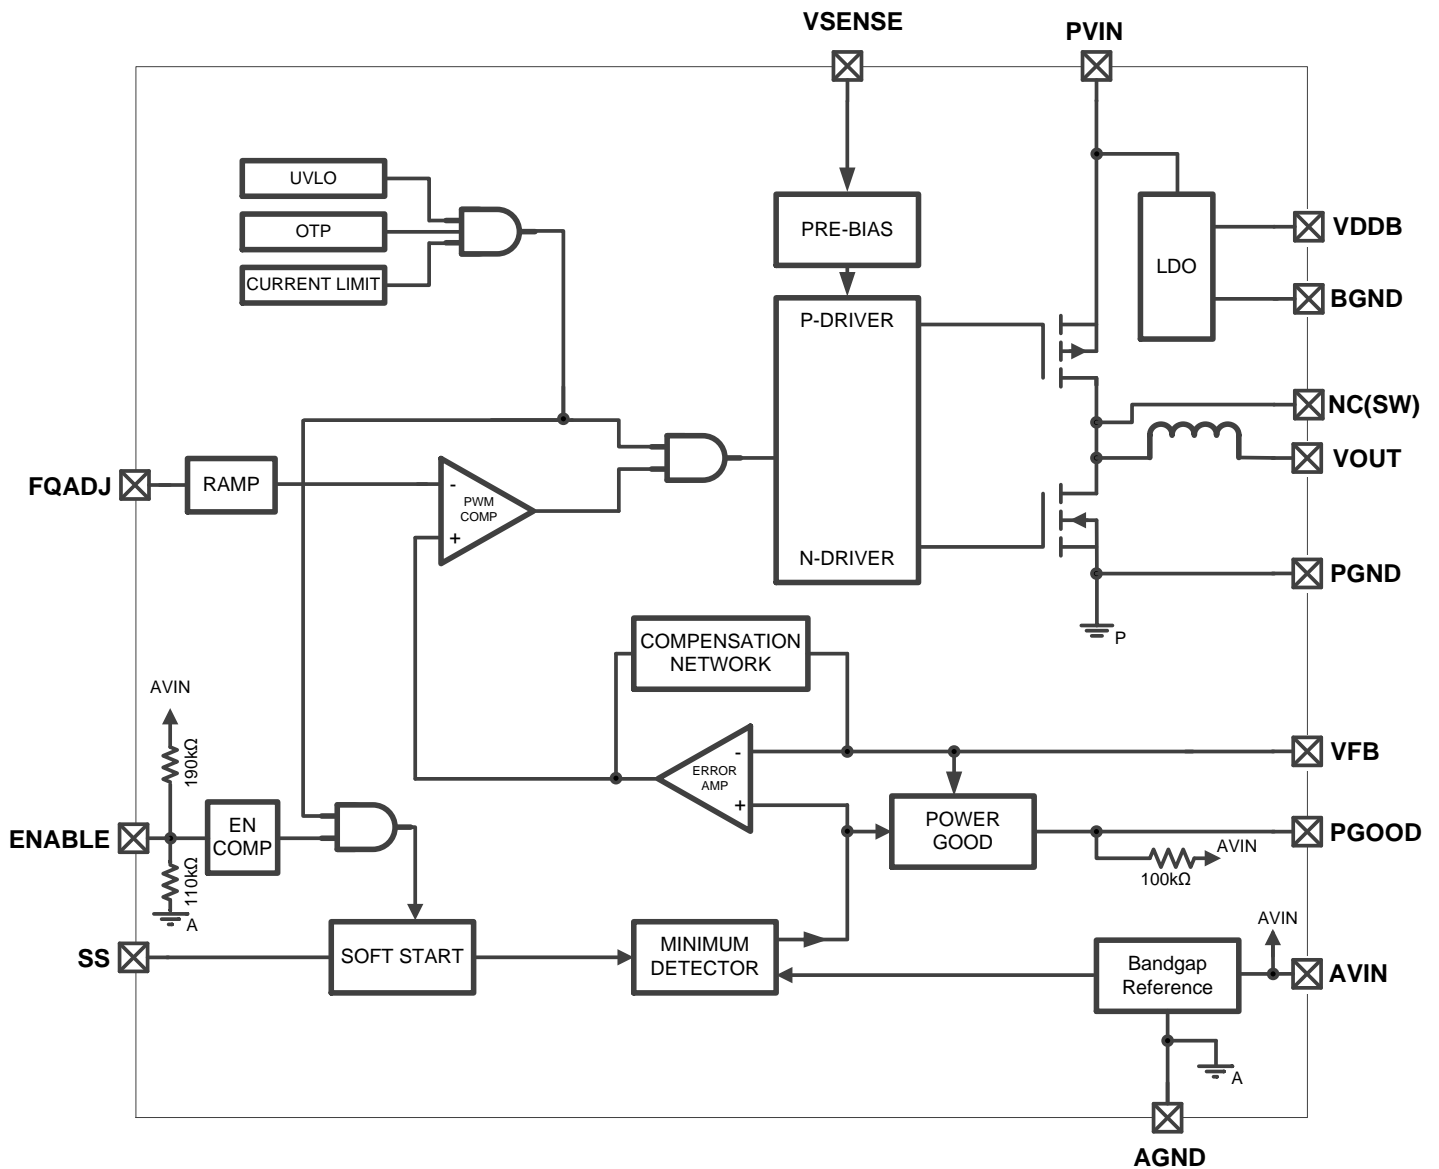 VSENSE
PVIN
UVLO
OTP
CURRENT LIMIT
PRE-BIAS
LDO
VDDB
BGND
P-DRIVER
N-DRIVER
NC(SW)
VOUT
FQADJ
RAMP
-
PWM
COMP
+
PGND
P
COMPENSATION
NETWORK
AVIN
190kΩ
ENABLE
EN
COMP
110kΩ
A
-
ERROR
AMP
+
VFB
POWER
GOOD
PGOOD
AVIN
100kΩ
SS
SOFT START
MINIMUM
DETECTOR
Bandgap
Reference
AVIN
AVIN
A
AGND